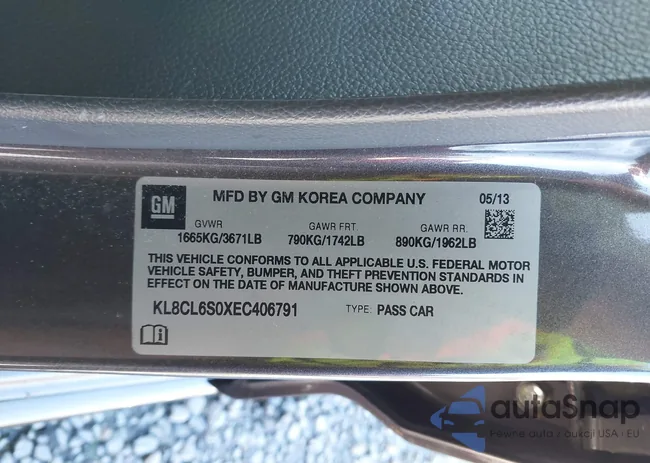 GM
MFD BY GM KOREA COMPANY
05/13
GVWR
GAWR FRT.
GAWR RR.
1665KG/3671LB
790KG/1742LB
890KG/1962LB
THIS VEHICLE CONFORMS TO ALL APPLICABLE U.S. FEDERAL MOTOR
VEHICLE SAFETY, BUMPER, AND THEFT PREVENTION STANDARDS IN
EFFECT ON THE DATE OF MANUFACTURE SHOWN ABOVE.
KL8CL6S0XEC406791
TYPE: PASS CAR
autaSnap
Pewne auta z aukcji USA i EU